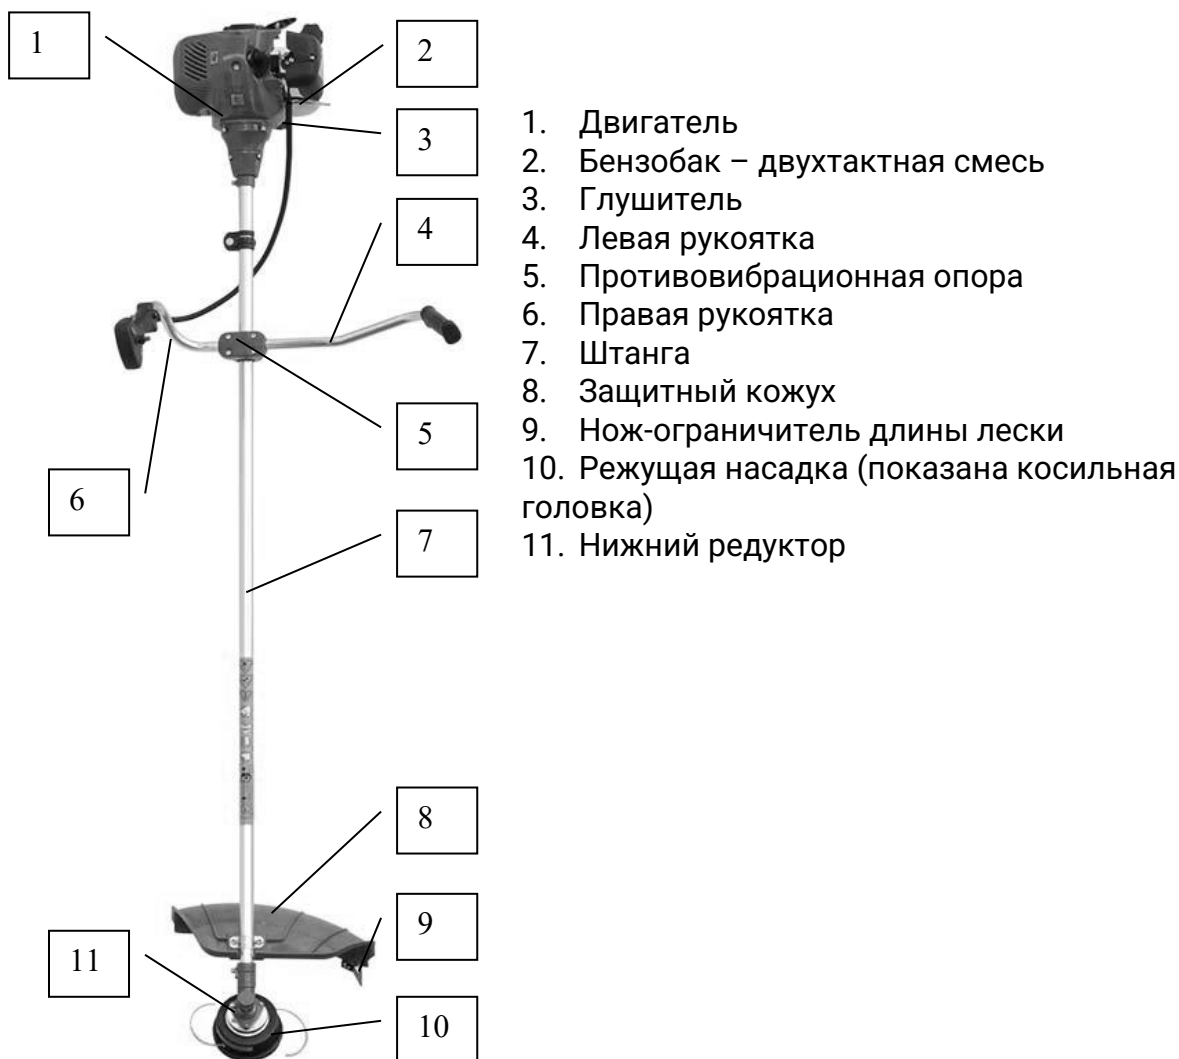 1
2
3
4
5
6
7
8
9
11
10
1. Двигатель
2. Бензобак – двухтактная смесь
3. Глушитель
4. Левая рукоятка
5. Противовибрационная опора
6. Правая рукоятка
7. Штанга
8. Защитный кожух
9. Нож-ограничитель длины лески
10. Режущая насадка (показана косильная
головка)
11. Нижний редуктор